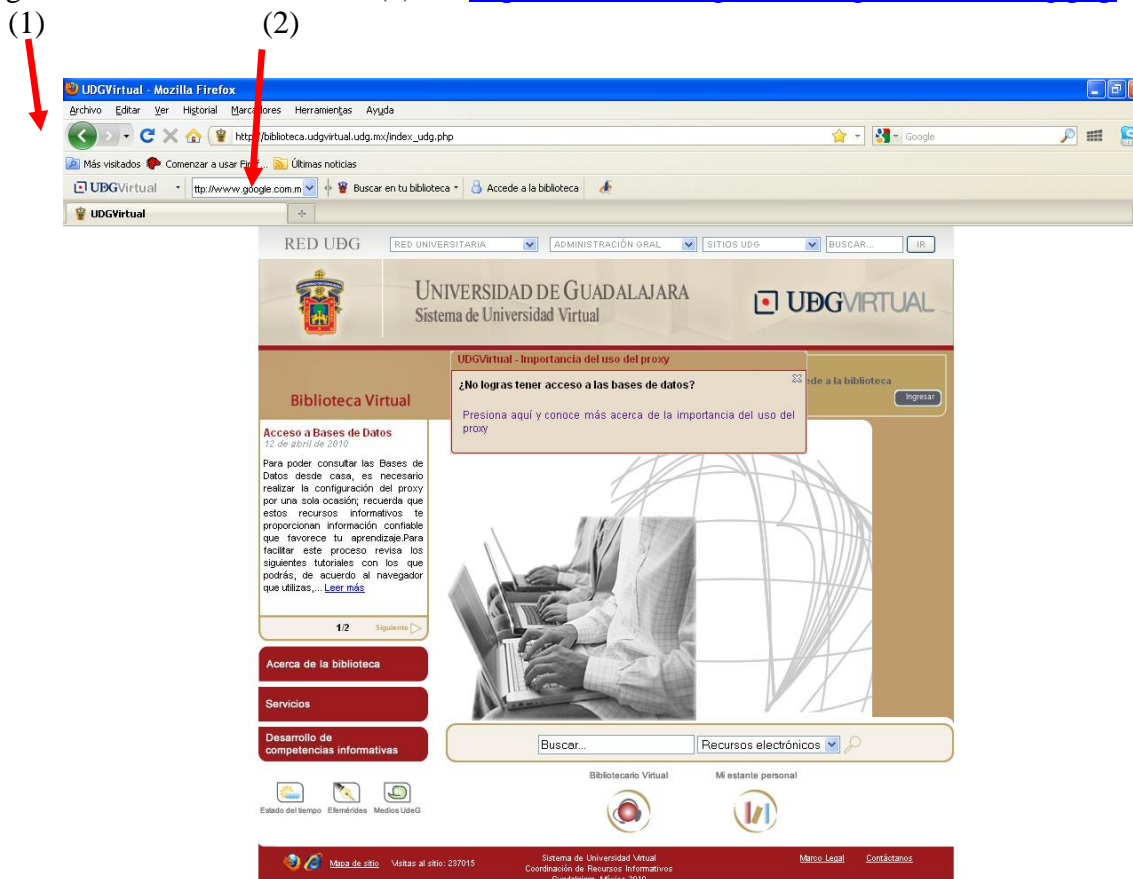 (1) (2)
UDGVirtual - Mozilla Firefox
Archivo Editar Ver Historial Marcadores Herramientas Ayuda
http://biblioteca.udgvirtual.udg.mx/index_udg.php
Google
Más visitados Comenzar a usar Firef... Últimas noticias
UDGVirtual ttp://www.google.com.m Buscar en tu biblioteca Accede a la biblioteca
UDGVirtual
RED UDG RED UNIVERSITARIA ADMINISTRACIÓN GRAL SITIOS UDG BUSCAR... IR
UNIVERSIDAD DE GUADALAJARA
Sistema de Universidad Virtual
UDGVIRTUAL
Biblioteca Virtual
UDGVirtual - Importancia del uso del proxy
¿No logras tener acceso a las bases de datos?
Presiona aquí y conoce más acerca de la importancia del uso del
proxy
de a la biblioteca
Ingresar
Acceso a Bases de Datos
12 de abril de 2010
Para poder consultar las Bases de
Datos desde casa, es necesario
realizar la configuración del proxy
por una sola ocasión; recuerda que
estos recursos informativos te
proporcionan información confiable
que favorece tu aprendizaje.Para
facilitar este proceso revisa los
siguientes tutoriales con los que
podrás, de acuerdo al navegador
que utilizas,... Leer más
1/2 Siguiente
Acerca de la biblioteca
Servicios
Desarrollo de
competencias informativas
Buscar... Recursos electrónicos
Bibliotecario Virtual Mi estante personal
Estado del tiempo Efemérides Medios UdeG
Mapa de sitio Visitas al sitio: 237015
Sistema de Universidad Virtual
Coordinación de Recursos Informativos
Guadalajara, México 2010
Marco Legal Contáctanos